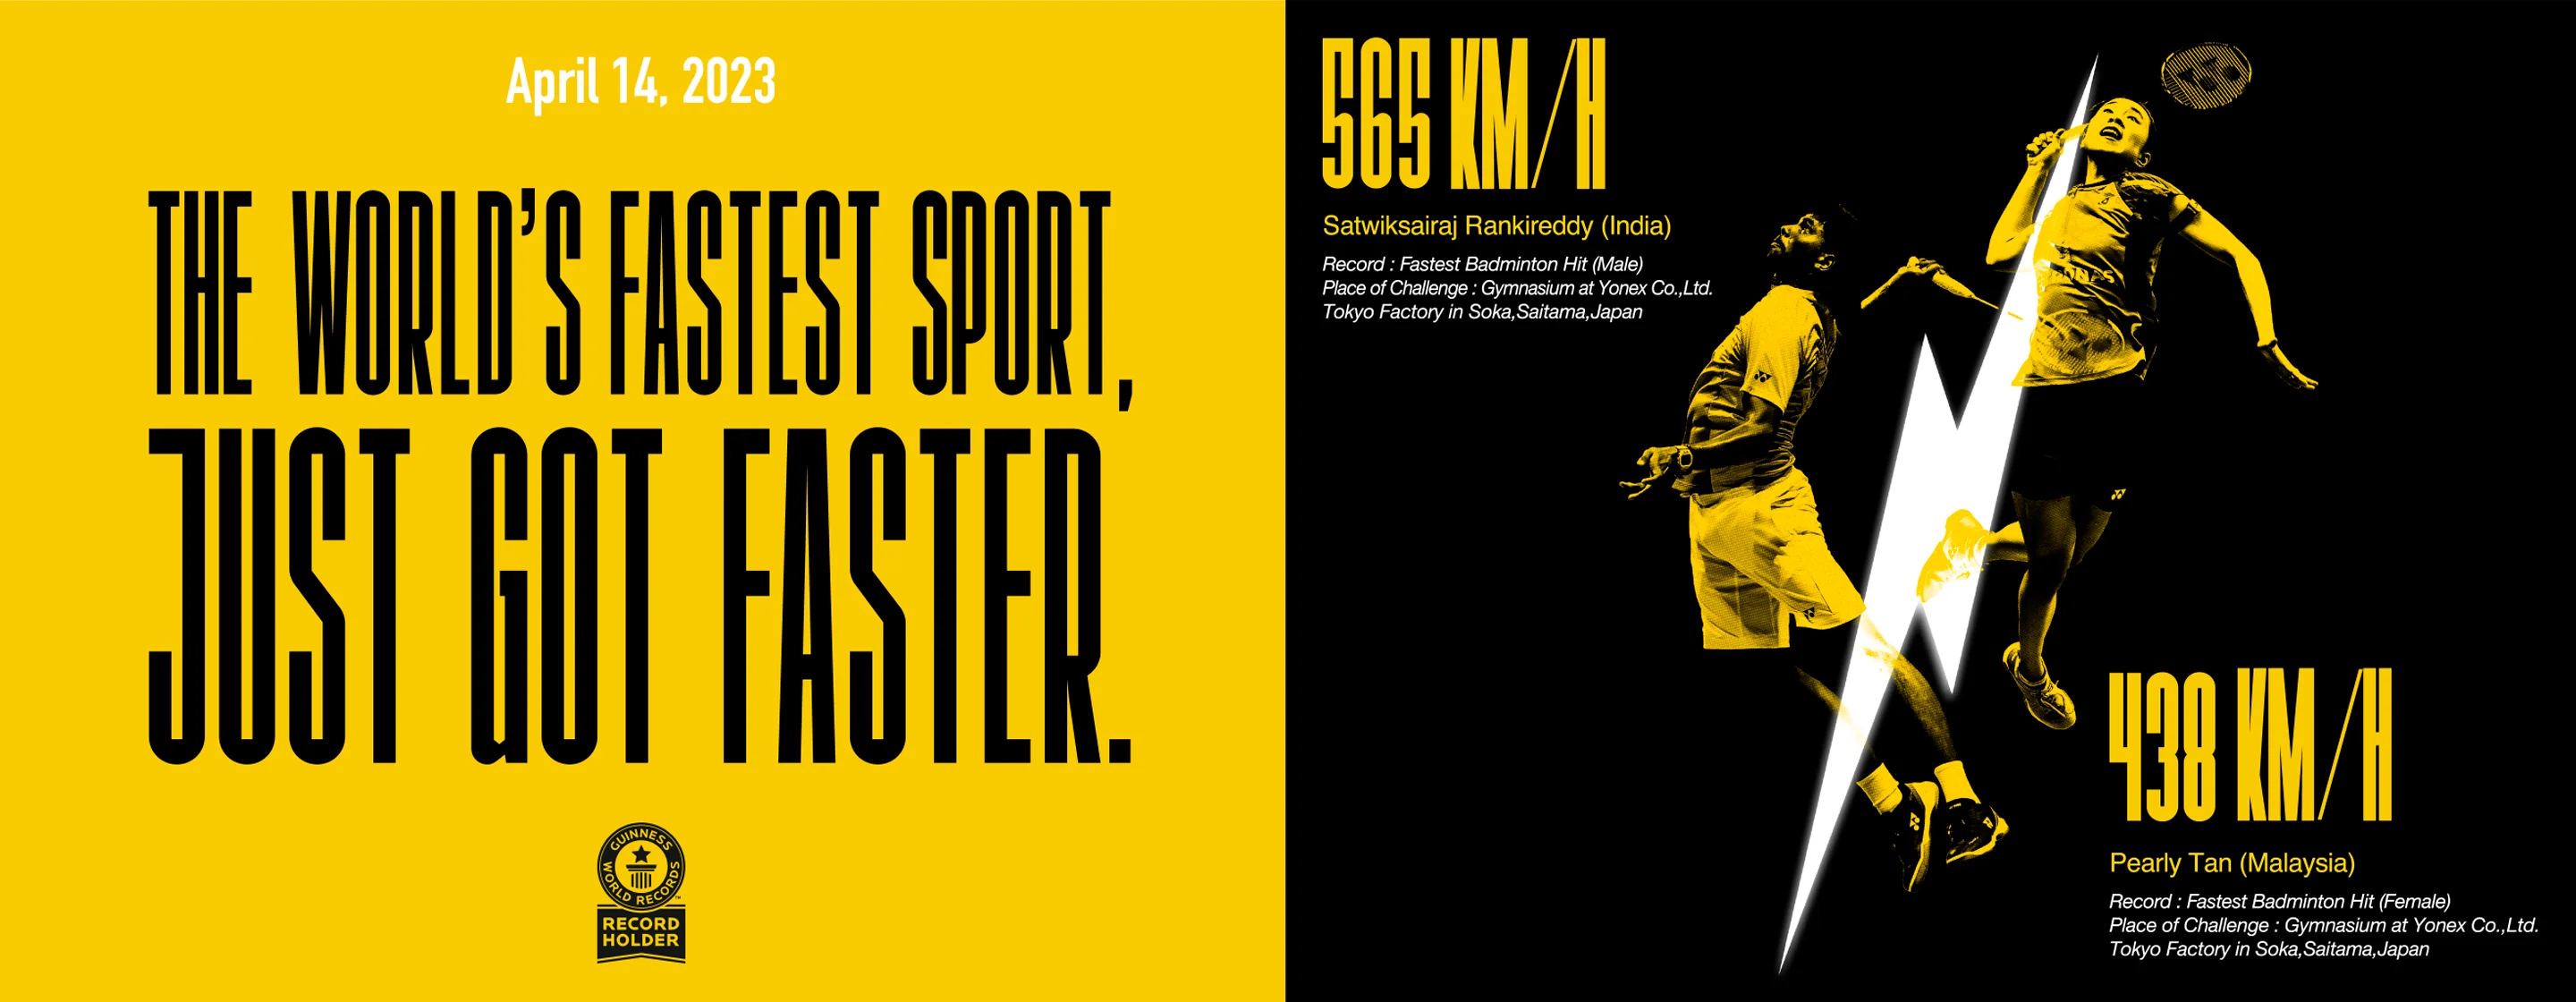 April 14, 2023
THE WORLD'S FASTEST SPORT,
JUST GOT FASTER.
GUINNESS
WORLD RECORDS
™
RECORD
HOLDER
565 KM/H
Satwiksairaj Rankireddy (India)
Record : Fastest Badminton Hit (Male)
Place of Challenge : Gymnasium at Yonex Co.,Ltd.
Tokyo Factory in Soka,Saitama,Japan
438 KM/H
Pearly Tan (Malaysia)
Record : Fastest Badminton Hit (Female)
Place of Challenge : Gymnasium at Yonex Co.,Ltd.
Tokyo Factory in Soka,Saitama,Japan